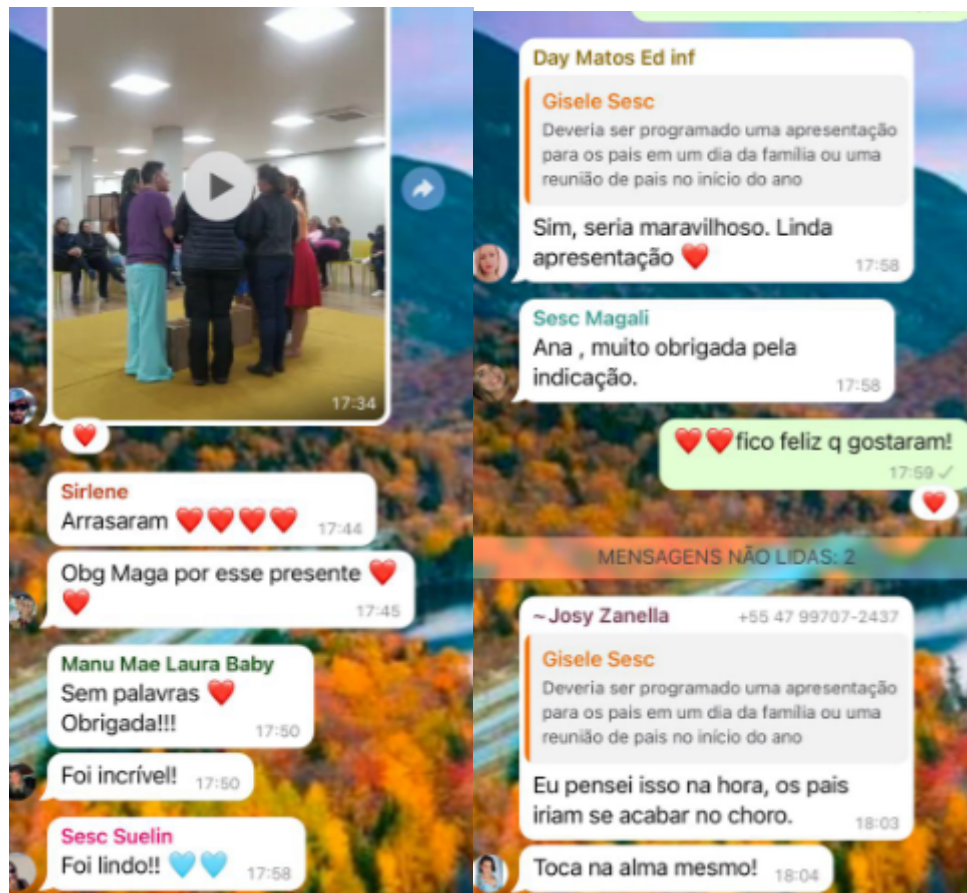 17:34
Sirlene
Arrasaram ❤️❤️❤️❤️ 17:44
Obg Maga por esse presente ❤️
❤️ 17:45
Manu Mae Laura Baby
Sem palavras ❤️
Obrigada!!! 17:50
Foi incrível! 17:50
Sesc Suelin
Foi lindo!! 🩵🩵 17:58
Day Matos Ed inf
Gisele Sesc
Deveria ser programado uma apresentação
para os pais em um dia da família ou uma
reunião de pais no início do ano
Sim, seria maravilhoso. Linda
apresentação ❤️ 17:58
Sesc Magali
Ana , muito obrigada pela
indicação. 17:58
❤️❤️fico feliz q gostaram!
17:59
MENSAGENS NÃO LIDAS: 2
~Josy Zanella +55 47 99707-2437
Gisele Sesc
Deveria ser programado uma apresentação
para os pais em um dia da família ou uma
reunião de pais no início do ano
Eu pensei isso na hora, os pais
iriam se acabar no choro. 18:03
Toca na alma mesmo! 18:04